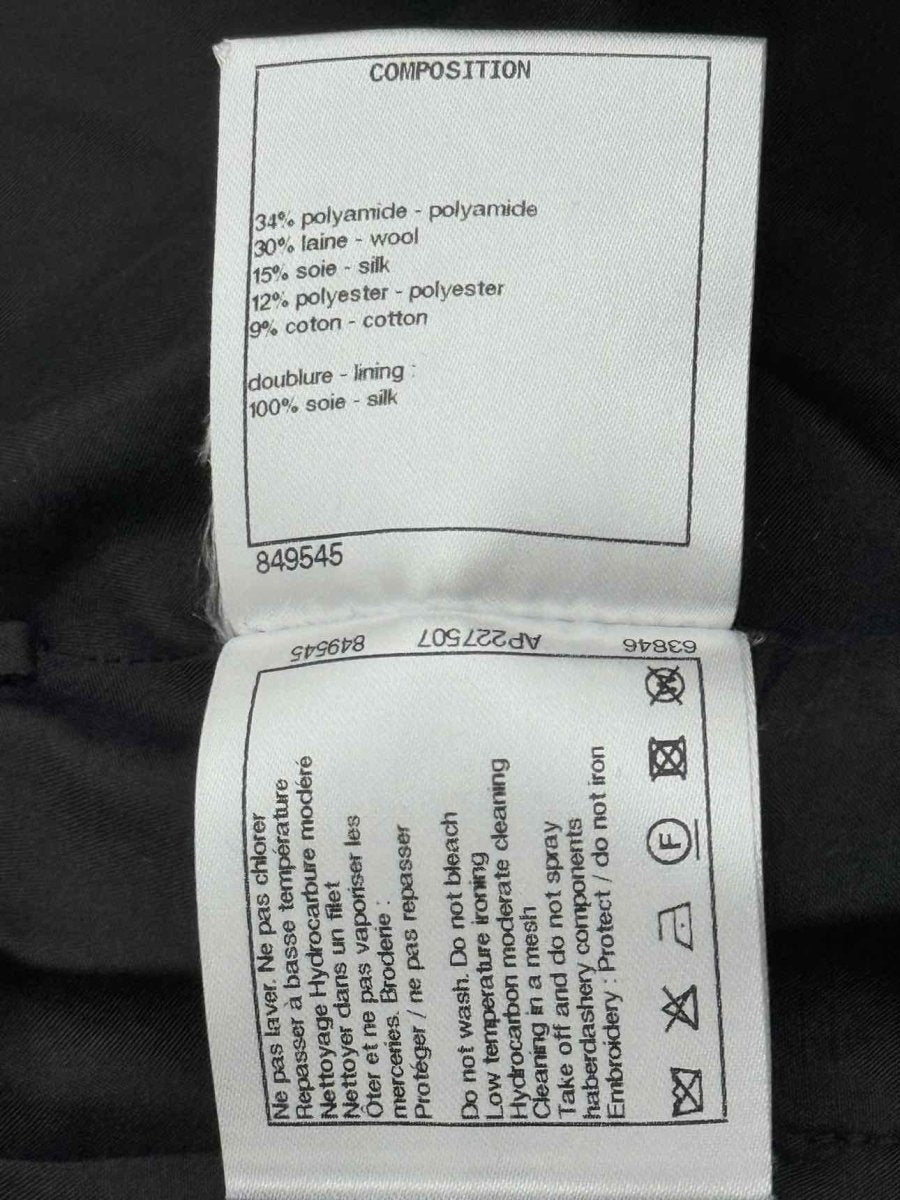 COMPOSITION
34% polyamide - polyamide
30% laine - wool
15% soie - silk
12% polyester - polyester
9% coton - cotton
doublure - lining :
100% soie - silk
849545
63846 AP227507 849545
Ne pas laver. Ne pas chlorer
Repasser à basse température
Nettoyage Hydrocarbure modéré
Nettoyer dans un filet
Ôter et ne pas vaporiser les
merceries. Broderie :
Protéger / ne pas repasser
Do not wash. Do not bleach
Low temperature ironing
Hydrocarbon moderate cleaning
Cleaning in a mesh
Take off and do not spray
haberdashery components
Embroidery : Protect / do not iron
F
W